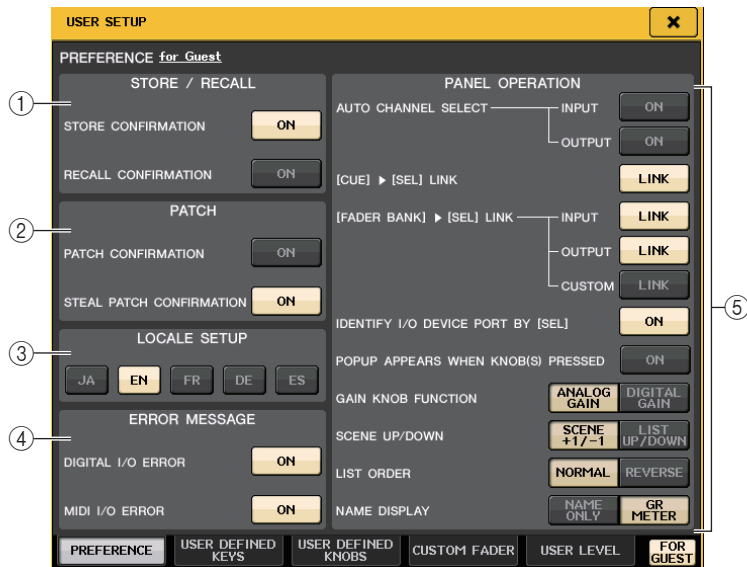 USER SETUP
PREFERENCE for Guest
① STORE / RECALL
STORE CONFIRMATION ON
RECALL CONFIRMATION ON
② PATCH
PATCH CONFIRMATION ON
STEAL PATCH CONFIRMATION ON
③ LOCALE SETUP
JA EN FR DE ES
④ ERROR MESSAGE
DIGITAL I/O ERROR ON
MIDI I/O ERROR ON
PANEL OPERATION
AUTO CHANNEL SELECT INPUT ON
OUTPUT ON
[CUE] ▶ [SEL] LINK LINK
[FADER BANK] ▶ [SEL] LINK INPUT LINK
OUTPUT LINK
CUSTOM LINK
⑤
IDENTIFY I/O DEVICE PORT BY [SEL] ON
POPUP APPEARS WHEN KNOB(S) PRESSED ON
GAIN KNOB FUNCTION ANALOG GAIN DIGITAL GAIN
SCENE UP/DOWN SCENE +1/-1 LIST UP/DOWN
LIST ORDER NORMAL REVERSE
NAME DISPLAY NAME ONLY GR METER
PREFERENCE USER DEFINED KEYS USER DEFINED KNOBS CUSTOM FADER USER LEVEL FOR GUEST